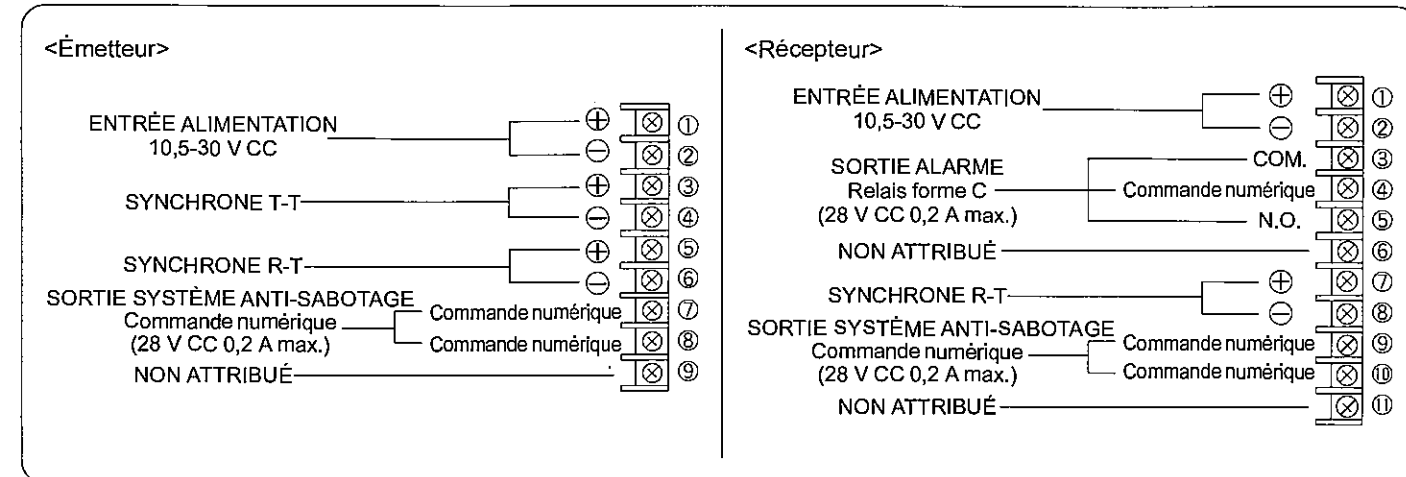 <Émetteur>
ENTRÉE ALIMENTATION
10,5-30 V CC
⊕ ①
⊖ ②
SYNCHRONE T-T
⊕ ③
⊖ ④
SYNCHRONE R-T
⊕ ⑤
⊖ ⑥
SORTIE SYSTÈME ANTI-SABOTAGE
Commande numérique
(28 V CC 0,2 A max.)
Commande numérique ⑦
Commande numérique ⑧
NON ATTRIBUÉ ⑨
<Récepteur>
ENTRÉE ALIMENTATION
10,5-30 V CC
⊕ ①
⊖ ②
SORTIE ALARME
Relais forme C
(28 V CC 0,2 A max.)
COM. ③
Commande numérique ④
N.O. ⑤
NON ATTRIBUÉ ⑥
SYNCHRONE R-T
⊕ ⑦
⊖ ⑧
SORTIE SYSTÈME ANTI-SABOTAGE
Commande numérique
(28 V CC 0,2 A max.)
Commande numérique ⑨
Commande numérique ⑩
NON ATTRIBUÉ ⑪